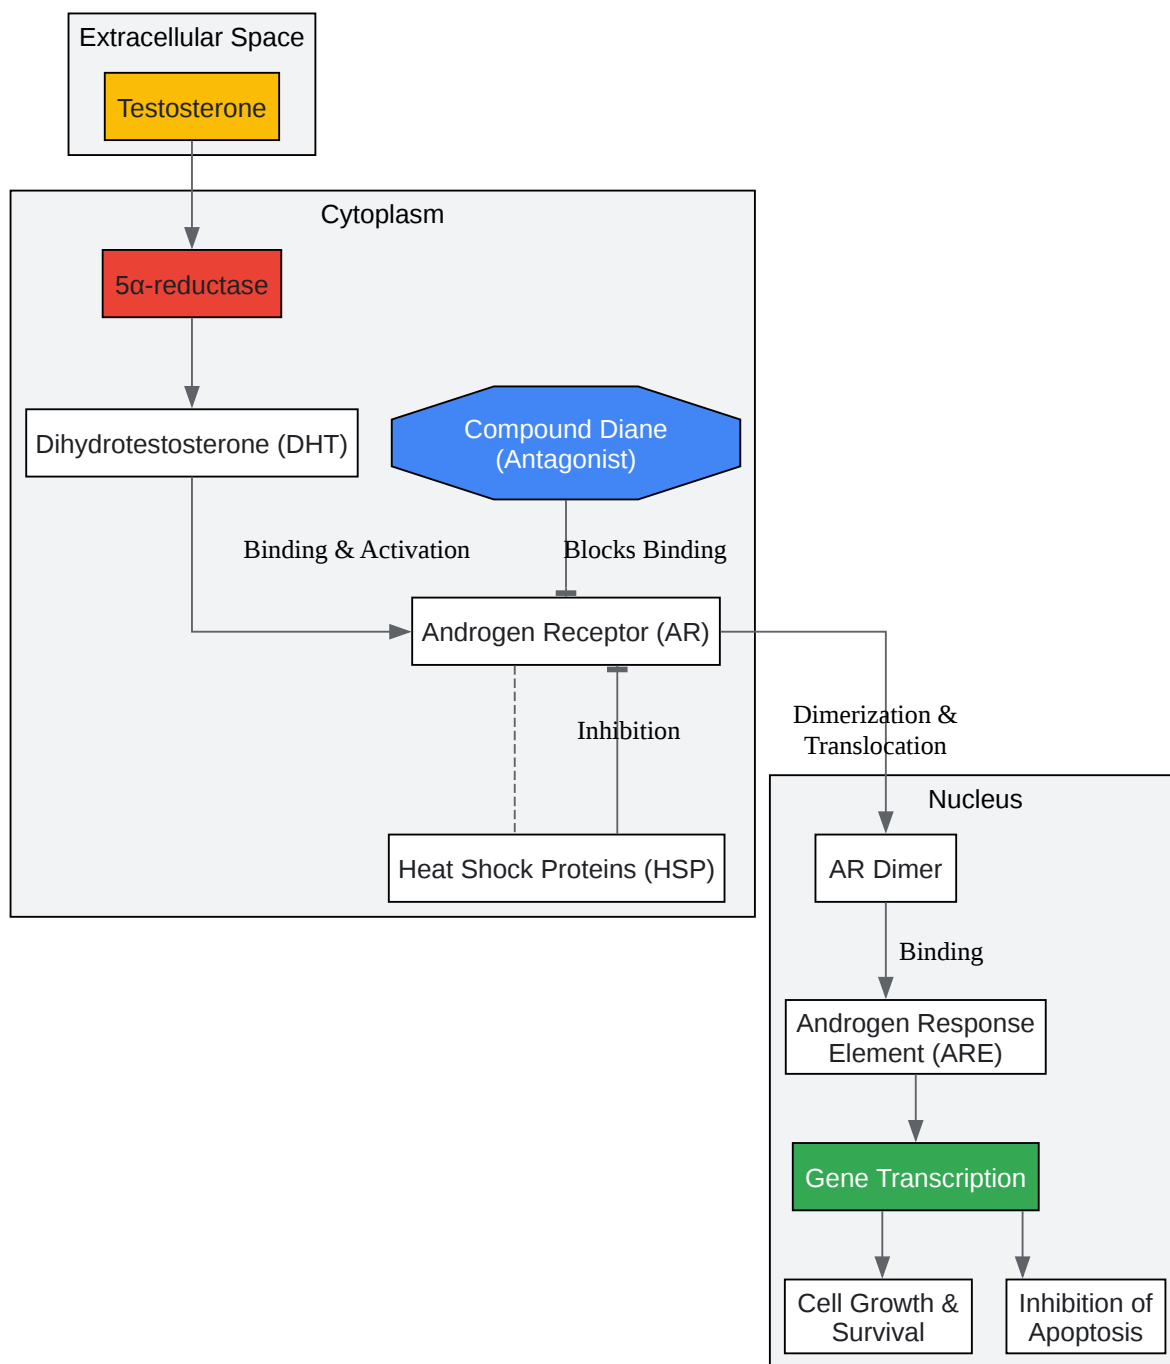 Extracellular Space
Testosterone
Cytoplasm
5α-reductase
Dihydrotestosterone (DHT)
Compound Diane
(Antagonist)
Binding & Activation
Blocks Binding
Androgen Receptor (AR)
Inhibition
Dimerization &
Translocation
Heat Shock Proteins (HSP)
Nucleus
AR Dimer
Binding
Androgen Response
Element (ARE)
Gene Transcription
Cell Growth &
Survival
Inhibition of
Apoptosis